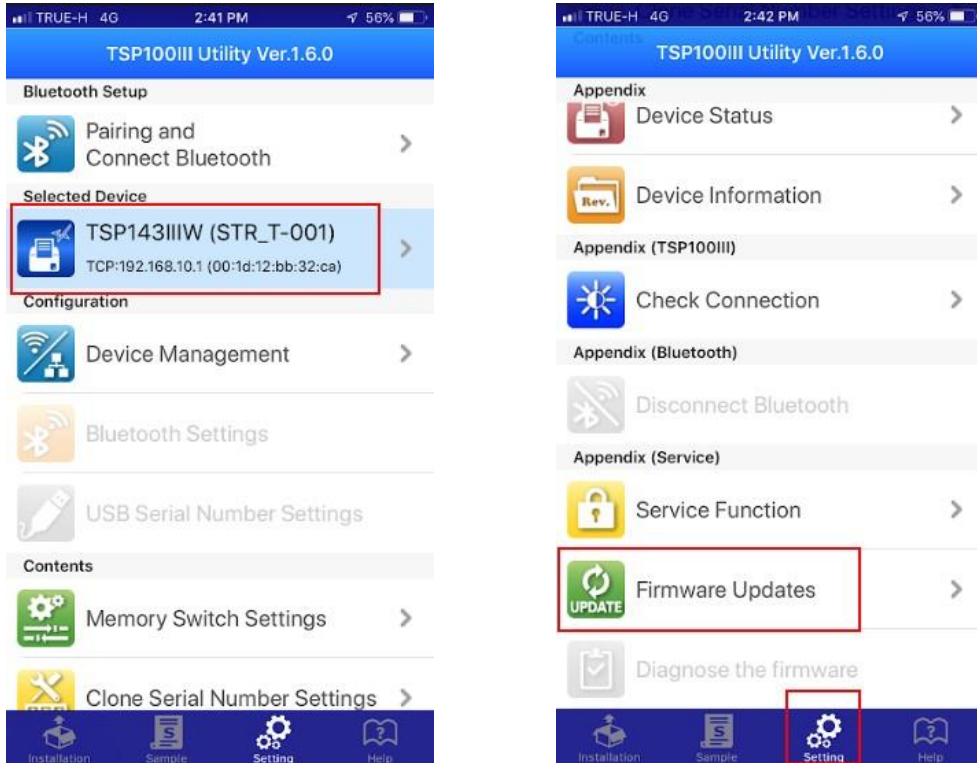 TRUE-H 4G 2:41 PM 56%
TSP100III Utility Ver.1.6.0
Bluetooth Setup
Pairing and
Connect Bluetooth
Selected Device
TSP143IIIW (STR_T-001)
TCP:192.168.10.1 (00:1d:12:bb:32:ca)
Configuration
Device Management
Bluetooth Settings
USB Serial Number Settings
Contents
Memory Switch Settings
Clone Serial Number Settings
Installation Sample Setting Help
TRUE-H 4G 2:42 PM 56%
Contents
TSP100III Utility Ver.1.6.0
Appendix
Device Status
Rev.
Device Information
Appendix (TSP100III)
Check Connection
Appendix (Bluetooth)
Disconnect Bluetooth
Appendix (Service)
Service Function
UPDATE
Firmware Updates
Diagnose the firmware
Installation Sample Setting Help